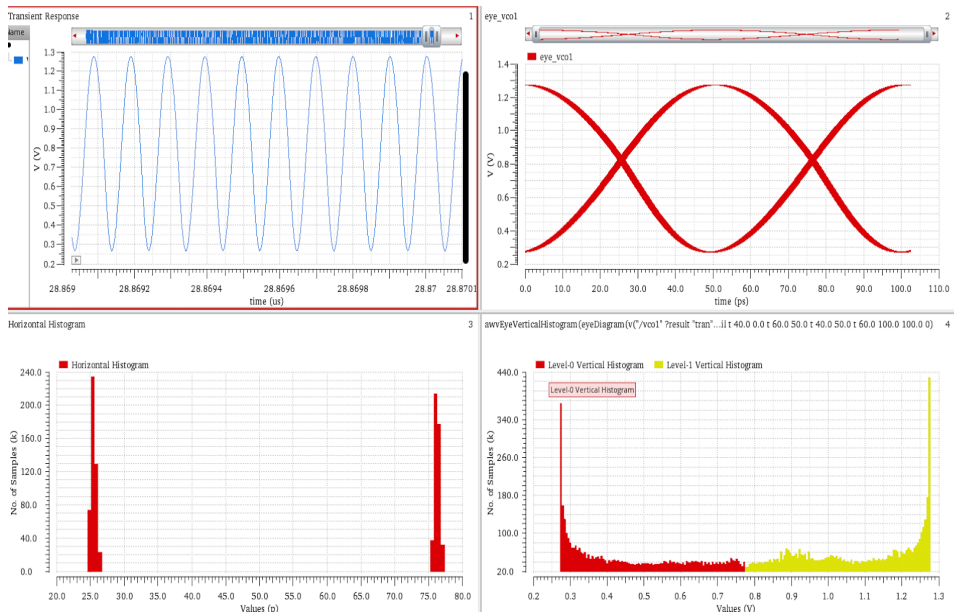 Transient Response 1
Name
1.3
1.2
1.1
1.0
0.9
0.8
0.7
0.6
0.5
0.4
0.3
0.2
V (V)
28.869 28.8692 28.8694 28.8696 28.8698 28.87 28.8701
time (us)
eye_vco1 2
eye_vco1
1.4
1.2
1.0
0.8
0.6
0.4
0.2
V (V)
0.0 10.0 20.0 30.0 40.0 50.0 60.0 70.0 80.0 90.0 100.0 110.0
time (ps)
Horizontal Histogram 3
Horizontal Histogram
240.0
200.0
160.0
120.0
80.0
40.0
0.0
No. of Samples (k)
20.0 25.0 30.0 35.0 40.0 45.0 50.0 55.0 60.0 65.0 70.0 75.0 80.0
Values (p)
awvEyeVerticalHistogram(eyeDiagram(v("/vco1" ?result "tran"...il t 40.0 0.0 t 60.0 50.0 t 40.0 50.0 t 60.0 100.0 100.0 0) 4
Level-0 Vertical Histogram Level-1 Vertical Histogram
Level-0 Vertical Histogram
440.0
340.0
260.0
180.0
100.0
20.0
No. of Samples (k)
0.2 0.3 0.4 0.5 0.6 0.7 0.8 0.9 1.0 1.1 1.2 1.3
Values (V)